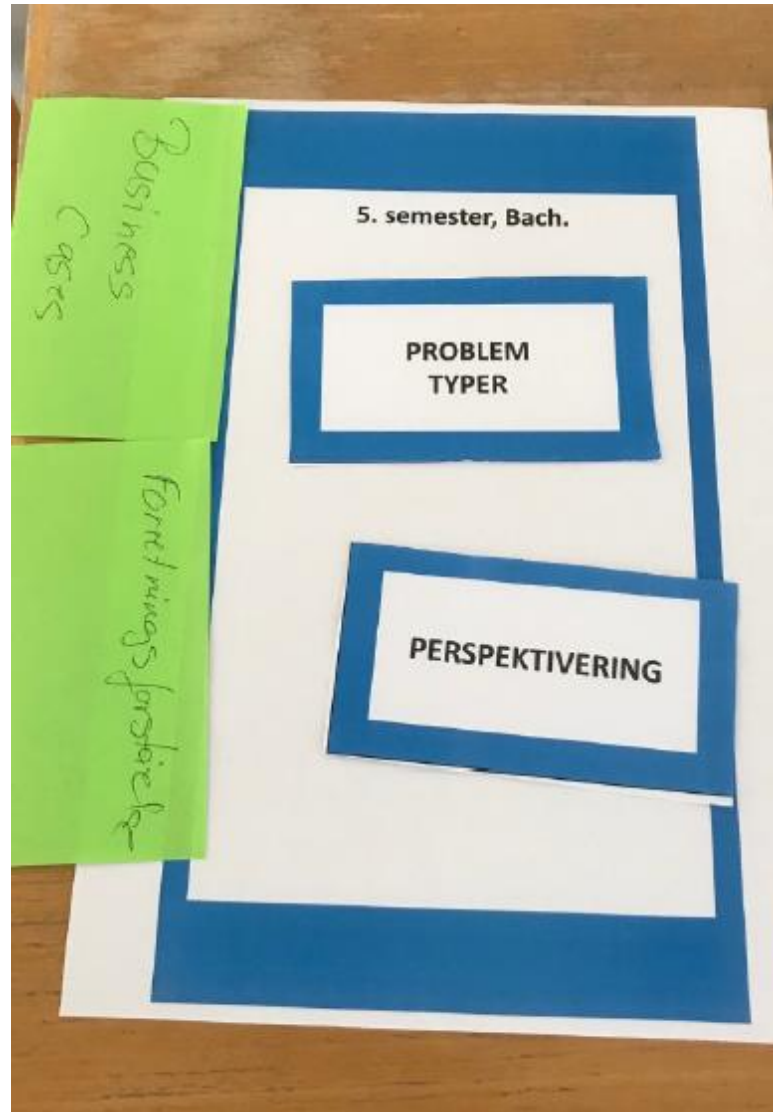 Business
Cases
Forretningsforståelse
5. semester, Bach.
PROBLEM
TYPER
PERSPEKTIVERING